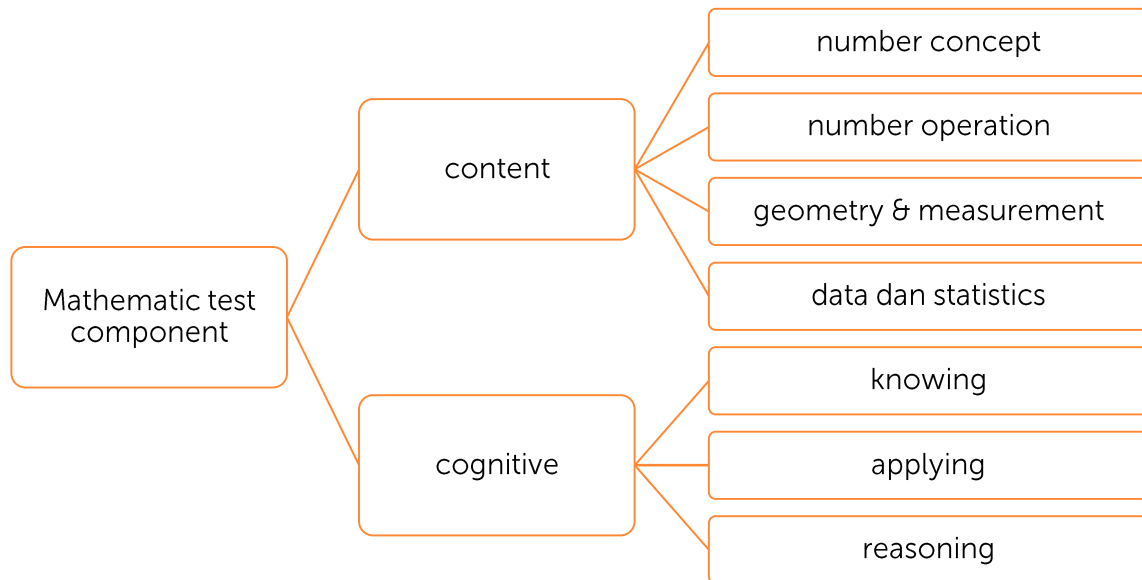 Mathematic test
component
content
number concept
number operation
geometry & measurement
data dan statistics
cognitive
knowing
applying
reasoning